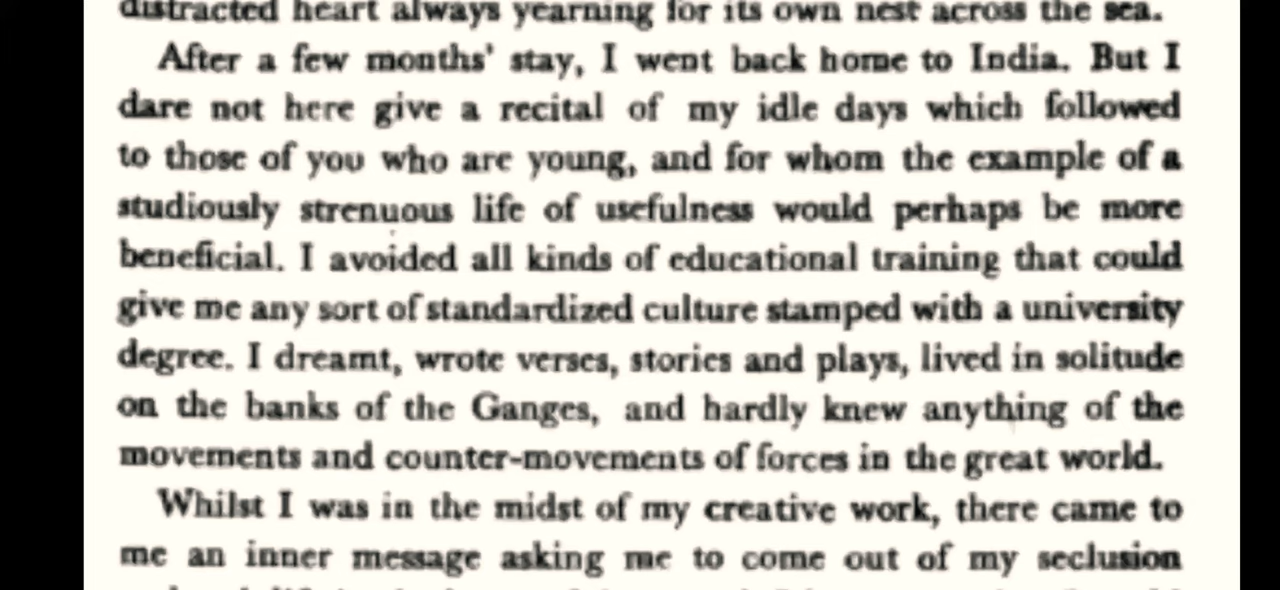 distracted heart always yearning for its own nest across the sea.
After a few months' stay, I went back home to India. But I
dare not here give a recital of my idle days which followed
to those of you who are young, and for whom the example of a
studiously strenuous life of usefulness would perhaps be more
beneficial. I avoided all kinds of educational training that could
give me any sort of standardized culture stamped with a university
degree. I dreamt, wrote verses, stories and plays, lived in solitude
on the banks of the Ganges, and hardly knew anything of the
movements and counter-movements of forces in the great world.
Whilst I was in the midst of my creative work, there came to
me an inner message asking me to come out of my seclusion